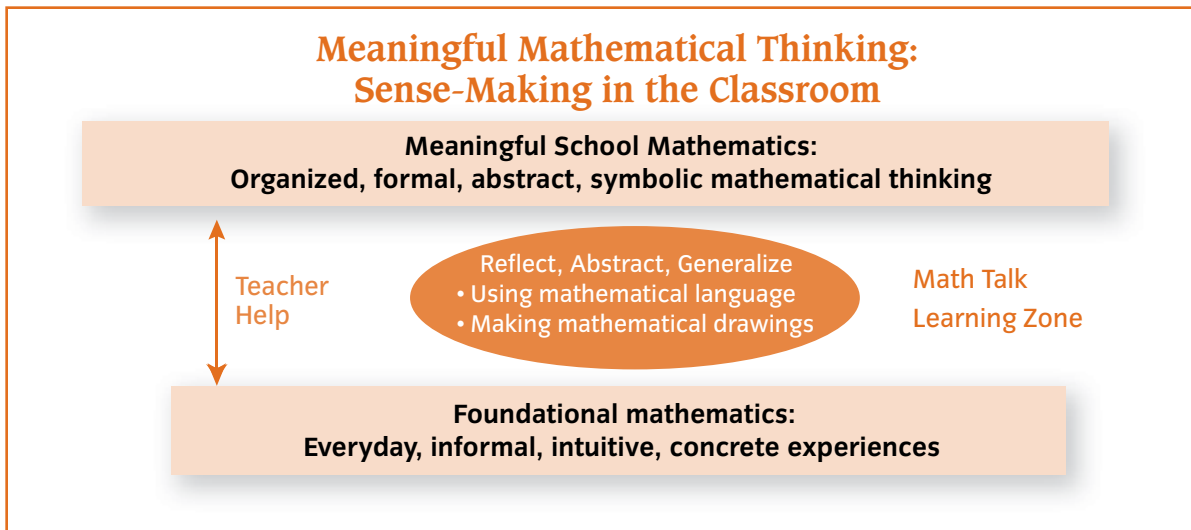 Meaningful Mathematical Thinking:
Sense-Making in the Classroom
Meaningful School Mathematics:
Organized, formal, abstract, symbolic mathematical thinking
Teacher
Help
Reflect, Abstract, Generalize
• Using mathematical language
• Making mathematical drawings
Math Talk
Learning Zone
Foundational mathematics:
Everyday, informal, intuitive, concrete experiences